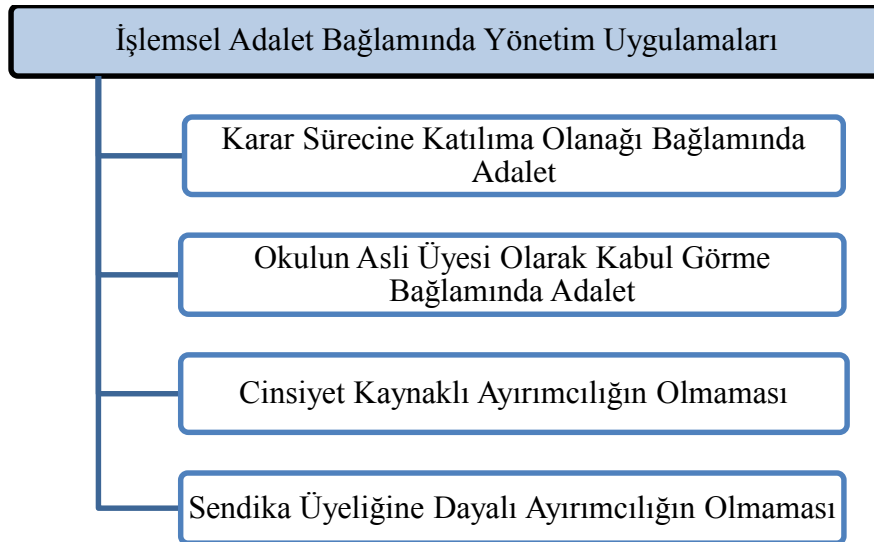 İşlemsel Adalet Bağlamında Yönetim Uygulamaları
Karar Sürecine Katılıma Olanağı Bağlamında
Adalet
Okulun Asli Üyesi Olarak Kabul Görme
Bağlamında Adalet
Cinsiyet Kaynaklı Ayırımcılığın Olmaması
Sendika Üyeliğine Dayalı Ayırımcılığın Olmaması